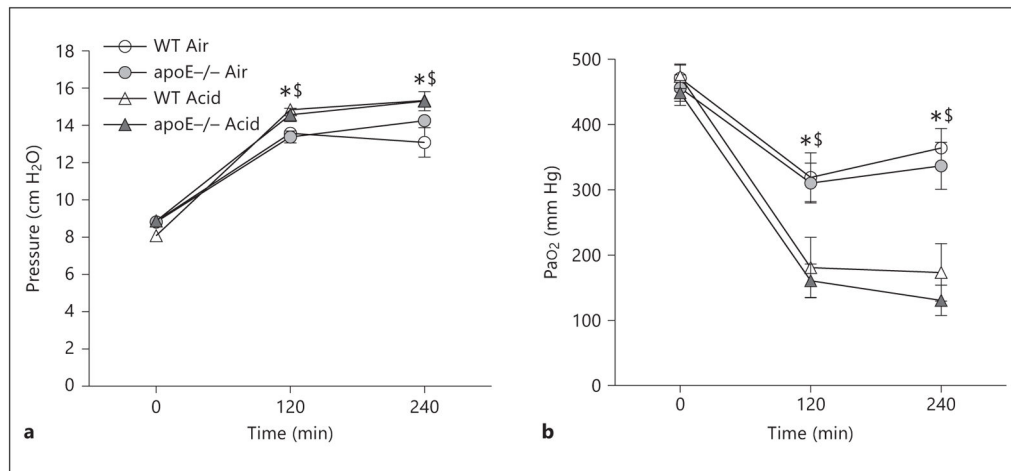 WT Air
apoE–/– Air
WT Acid
apoE–/– Acid
18
16
14
12
10
8
6
4
2
0
Pressure (cm H₂O)
*$
*$
0 120 240
Time (min)
a
500
400
300
200
100
0
PaO₂ (mm Hg)
*$
*$
0 120 240
Time (min)
b